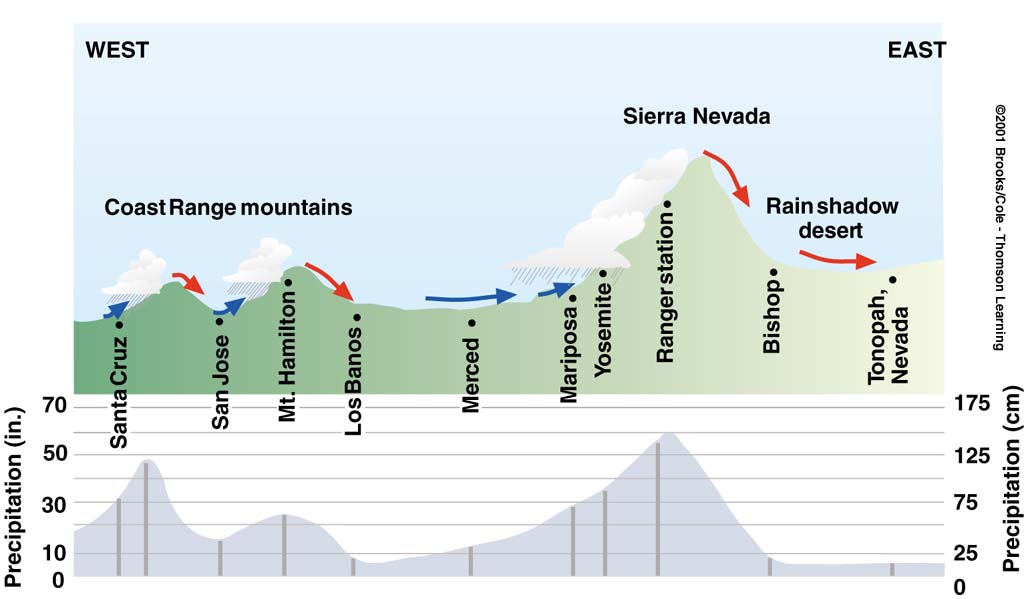 WEST
EAST
Sierra Nevada
Coast Range mountains
Rain shadow
desert
Santa Cruz
San Jose
Mt. Hamilton
Los Banos
Merced
Mariposa
Yosemite
Ranger station
Bishop
Tonopah,
Nevada
Precipitation (in.)
70
50
30
10
0
175
125
75
25
0
Precipitation (cm)
©2001 Brooks/Cole - Thomson Learning